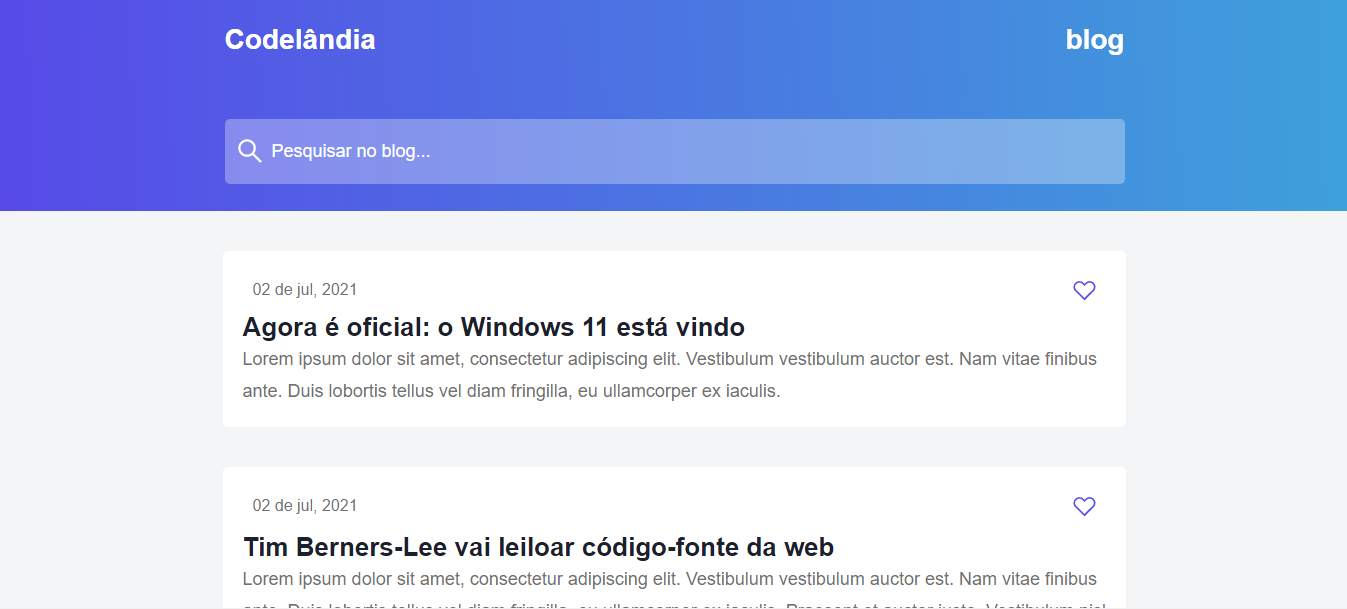 Codelândia
blog
Pesquisar no blog...
02 de jul, 2021
Agora é oficial: o Windows 11 está vindo
Lorem ipsum dolor sit amet, consectetur adipiscing elit. Vestibulum vestibulum auctor est. Nam vitae finibus
ante. Duis lobortis tellus vel diam fringilla, eu ullamcorper ex iaculis.
02 de jul, 2021
Tim Berners-Lee vai leiloar código-fonte da web
Lorem ipsum dolor sit amet, consectetur adipiscing elit. Vestibulum vestibulum auctor est. Nam vitae finibus